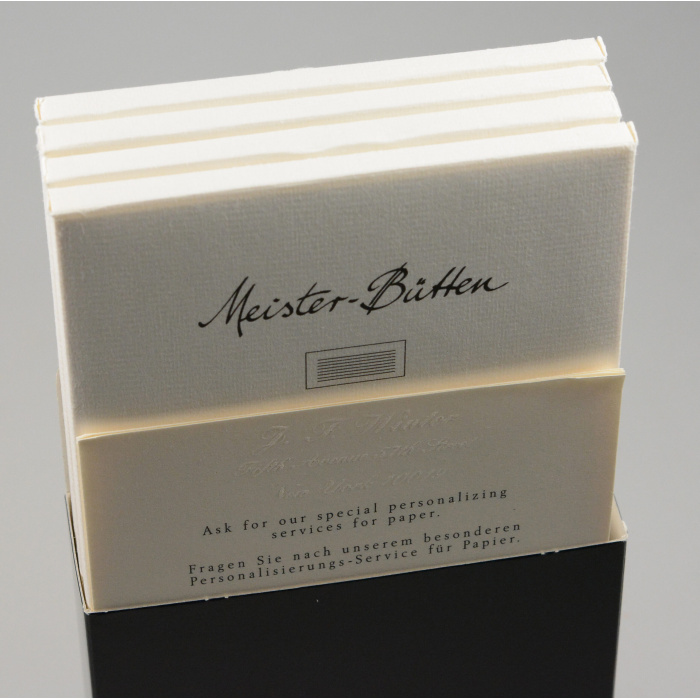 Meister-Bütten
Ask for our special personalizing
services for paper.
Fragen Sie nach unserem besonderen
Personalisierungs-Service für Papier.